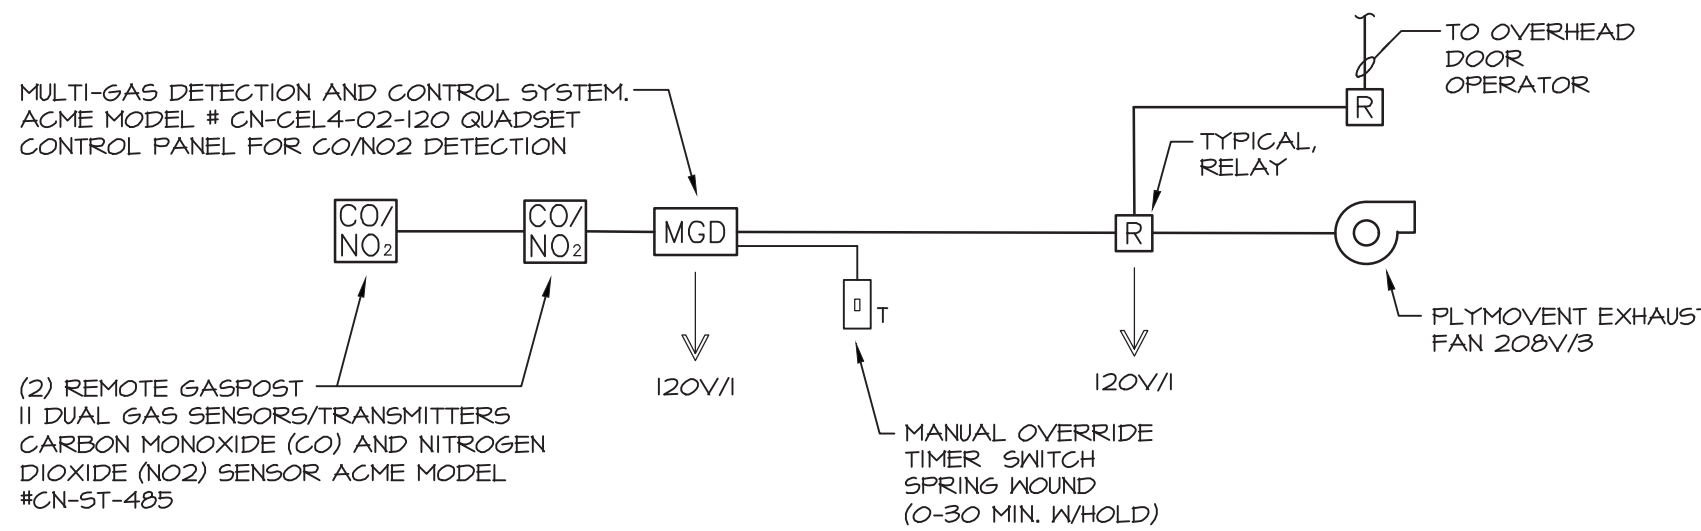 TO OVERHEAD
DOOR
OPERATOR
MULTI-GAS DETECTION AND CONTROL SYSTEM.
ACME MODEL # CN-CEL4-02-120 QUADSET
CONTROL PANEL FOR CO/NO2 DETECTION
R
TYPICAL,
RELAY
CO/
NO2
CO/
NO2
MGD
R
T
PLYMOVENT EXHAUST
FAN 208V/3
120V/1
120V/1
(2) REMOTE GASPOST
II DUAL GAS SENSORS/TRANSMITTERS
CARBON MONOXIDE (CO) AND NITROGEN
DIOXIDE (NO2) SENSOR ACME MODEL
#CN-ST-485
MANUAL OVERRIDE
TIMER SWITCH
SPRING WOUND
(0-30 MIN. W/HOLD)